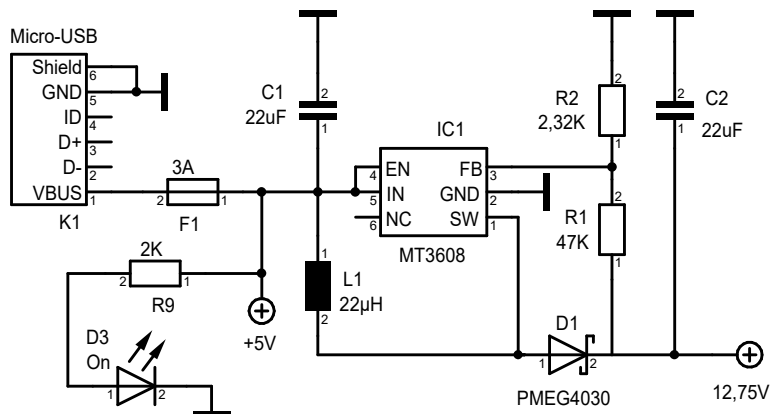 Micro-USB
Shield
6
GND
5
ID
4
D+
3
D-
2
VBUS
1
K1
3A
2
1
F1
C1
22uF
2
1
2K
2
1
R9
D3
On
1
2
+5V
1
L1
22µH
2
IC1
4
EN
FB
3
5
IN
GND
2
6
NC
SW
1
MT3608
R2
2,32K
2
1
R1
47K
2
1
C2
22uF
2
1
D1
1
2
PMEG4030
12,75V